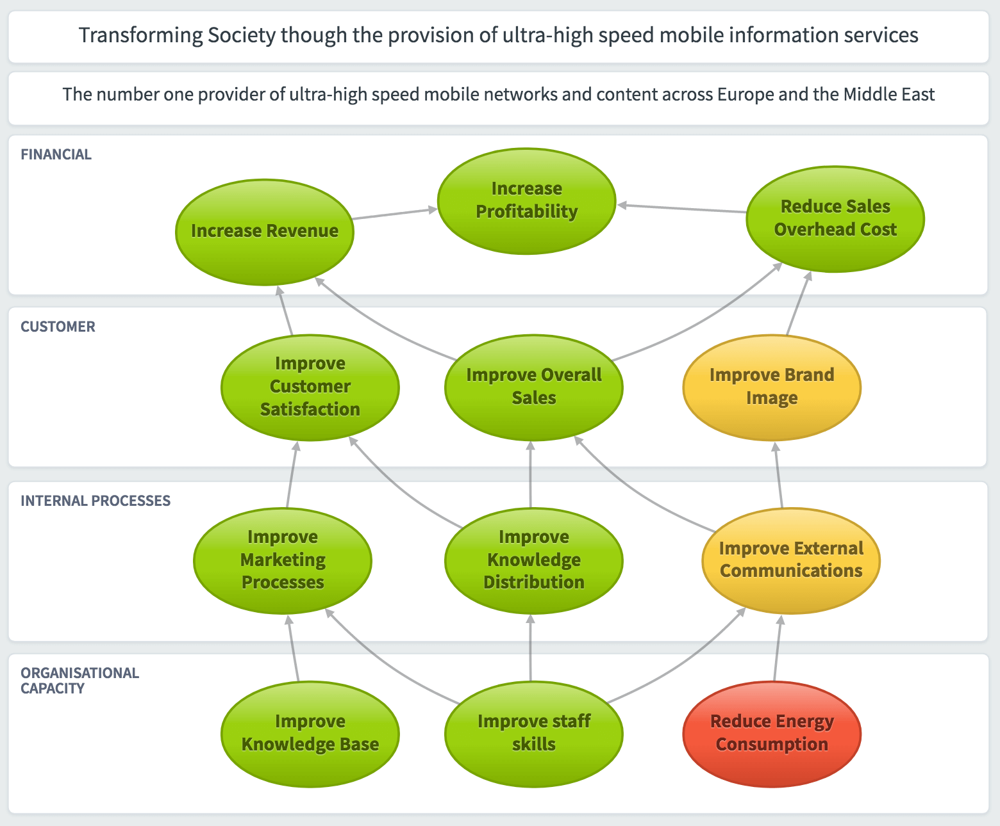 Transforming Society though the provision of ultra-high speed mobile information services
The number one provider of ultra-high speed mobile networks and content across Europe and the Middle East
FINANCIAL
Increase Revenue
Increase
Profitability
Reduce Sales
Overhead Cost
CUSTOMER
Improve
Customer
Satisfaction
Improve Overall
Sales
Improve Brand
Image
INTERNAL PROCESSES
Improve
Marketing
Processes
Improve
Knowledge
Distribution
Improve External
Communications
ORGANISATIONAL
CAPACITY
Improve
Knowledge Base
Improve staff
skills
Reduce Energy
Consumption